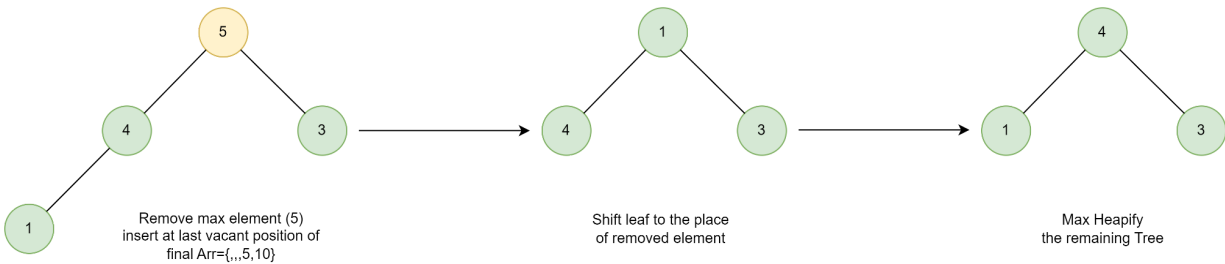 5
4
3
1
Remove max element (5)
insert at last vacant position of
final Arr={,,,5,10}
1
4
3
Shift leaf to the place
of removed element
4
1
3
Max Heapify
the remaining Tree